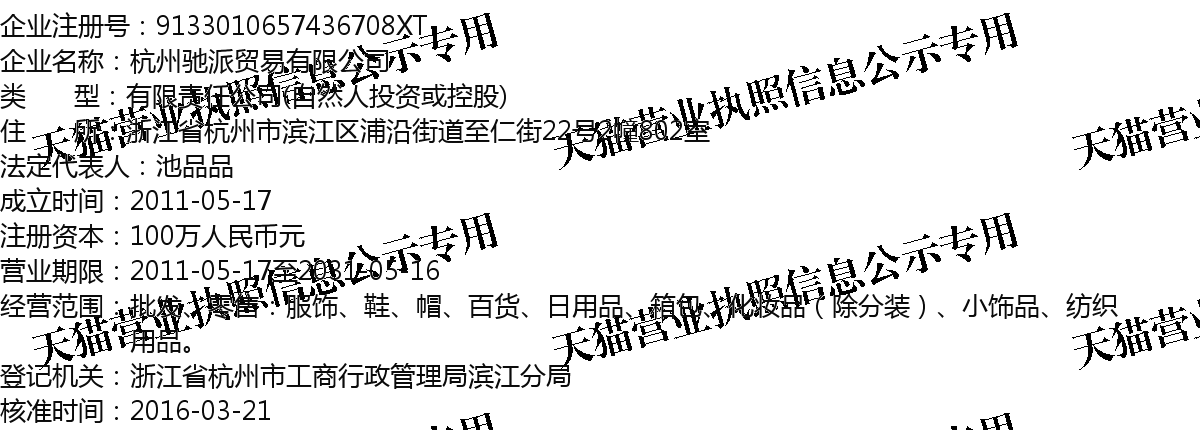 企业注册号：9133010657436708XT
企业名称：杭州驰派贸易有限公司
类 型：有限责任公司(自然人投资或控股)
住 所：浙江省杭州市滨江区浦沿街道至仁街22号2幢802室
法定代表人：池品品
成立时间：2011-05-17
注册资本：100万人民币元
营业期限：2011-05-17至2031-05-16
经营范围：批发、零售：服饰、鞋、帽、百货、日用品、箱包、化妆品（除分装）、小饰品、纺织
用品。
登记机关：浙江省杭州市工商行政管理局滨江分局
核准时间：2016-03-21
天猫营业执照信息公示专用
天猫营业执照信息公示专用
天猫营业
天猫营业执照信息公示专用
天猫营业执照信息公示专用
天猫营业